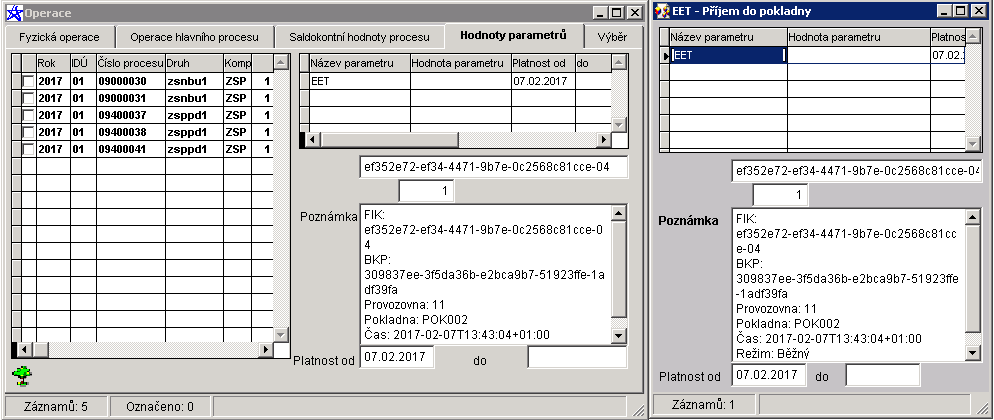 Operace
Fyzická operace
Operace hlavního procesu
Saldokontní hodnoty procesu
Hodnoty parametrů
Výběr
Rok IDÚ Číslo procesu Druh Komp
2017 01 09000030 zsnbu1 ZSP 1
2017 01 09000031 zsnbu1 ZSP 1
2017 01 09400037 zsppd1 ZSP 1
2017 01 09400038 zsppd1 ZSP 1
2017 01 09400041 zsppd1 ZSP 1
Název parametru Hodnota parametru Platnost od do
EET 07.02.2017
ef352e72-ef34-4471-9b7e-0c2568c81cce-04
1
Poznámka
FIK:
ef352e72-ef34-4471-9b7e-0c2568c81cce-0
4
BKP:
309837ee-3f5da36b-e2bca9b7-51923ffe-1a
df39fa
Provozovna: 11
Pokladna: POK002
Čas: 2017-02-07T13:43:04+01:00
Platnost od 07.02.2017 do
Záznamů: 5
Označeno: 0
EET - Příjem do pokladny
Název parametru Hodnota parametru Platnost
EET 07.02.
ef352e72-ef34-4471-9b7e-0c2568c81cce-04
1
Poznámka
FIK:
ef352e72-ef34-4471-9b7e-0c2568c81cc
e-04
BKP:
309837ee-3f5da36b-e2bca9b7-51923ffe
-1adf39fa
Provozovna: 11
Pokladna: POK002
Čas: 2017-02-07T13:43:04+01:00
Režim: Běžný
Platnost od 07.02.2017 do
Záznamů: 1